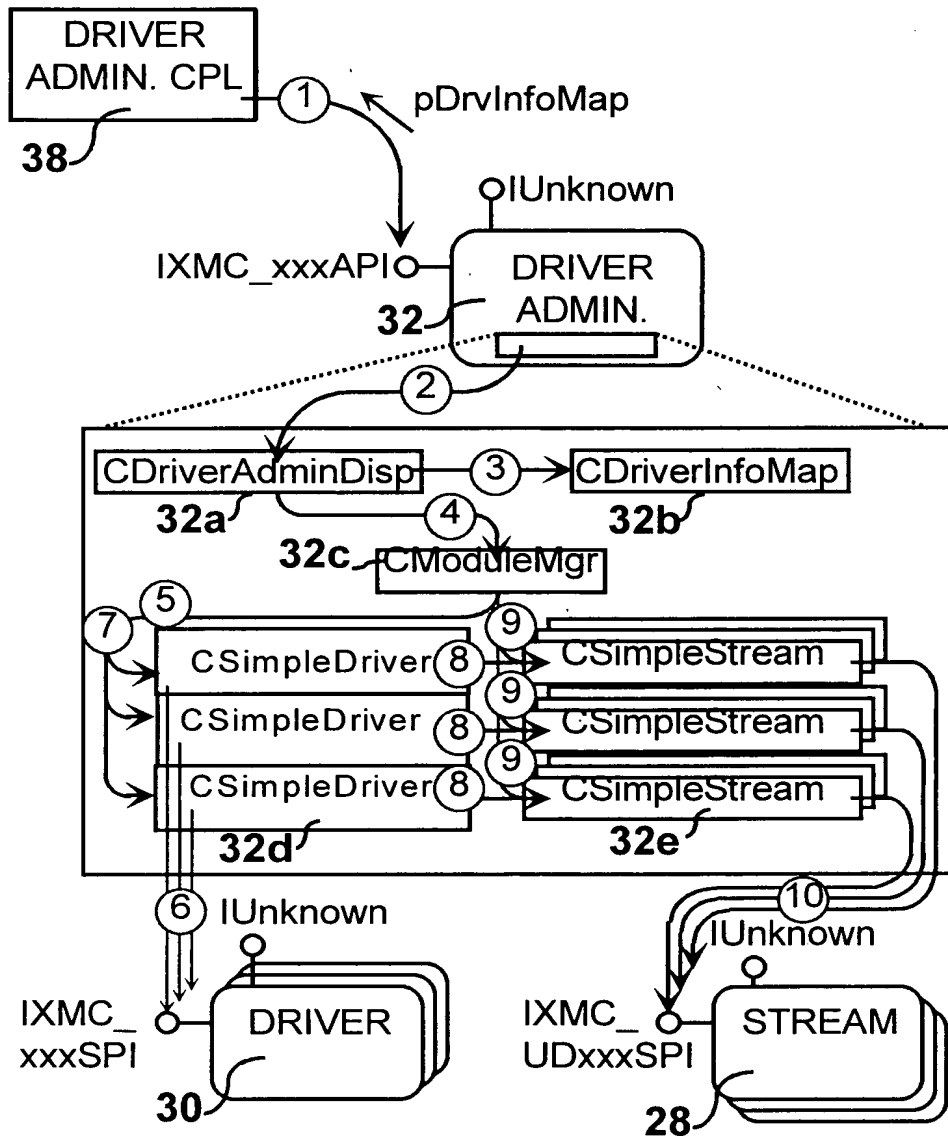 DRIVER
ADMIN. CPL
1
pDrvInfoMap
38
IUnknown
IXMC_xxxAPI
DRIVER
ADMIN.
32
2
CDriverAdminDisp
3
CDriverInfoMap
32a
4
32b
32c
CModuleMgr
5
7
9
CSimpleDriver
8
CSimpleStream
9
CSimpleDriver
8
CSimpleStream
9
CSimpleDriver
8
CSimpleStream
32d
32e
6
IUnknown
10
IUnknown
IXMC_
xxxSPI
DRIVER
30
IXMC_
UDxxxSPI
STREAM
28